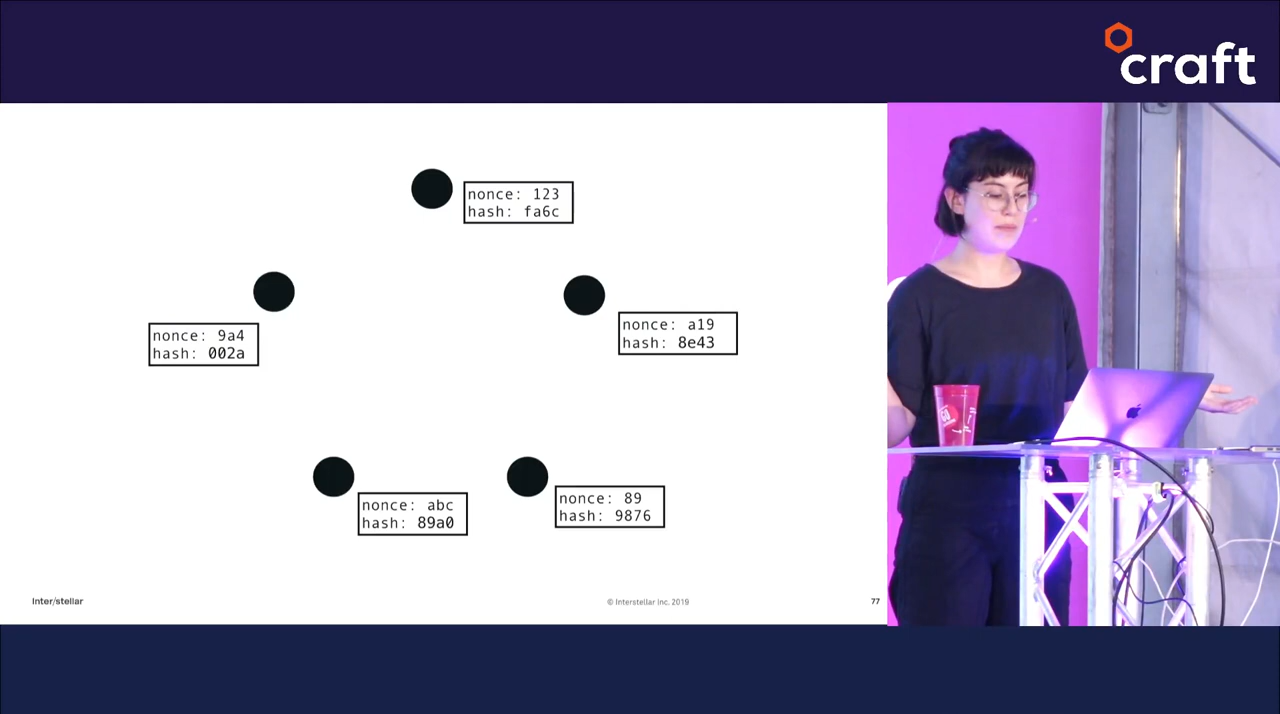 craft
nonce: 123
hash: fa6c
nonce: 9a4
hash: 002a
nonce: a19
hash: 8e43
nonce: abc
hash: 89a0
nonce: 89
hash: 9876
Inter/stellar
© Interstellar Inc. 2019
77
GO